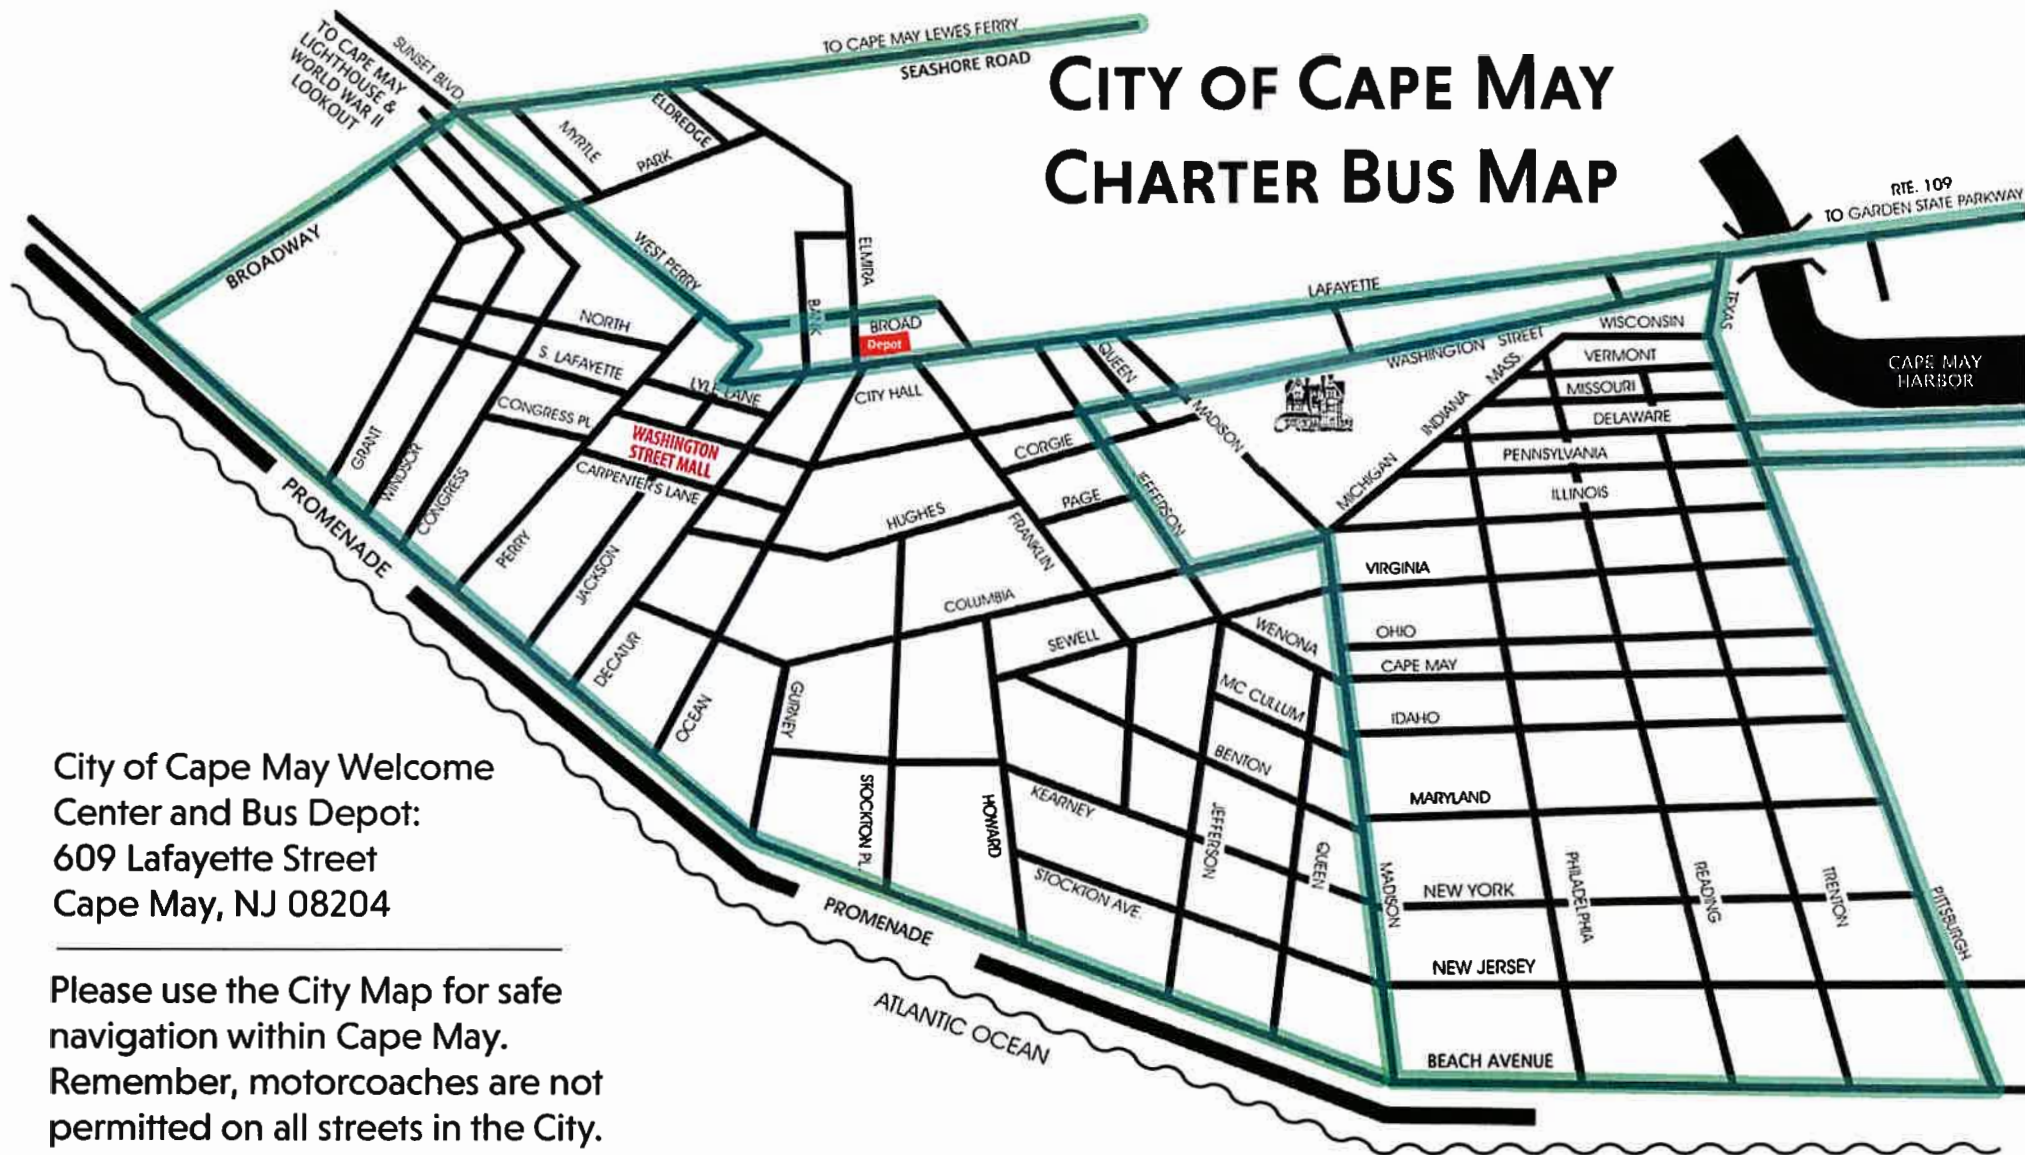 CITY OF CAPE MAY
CHARTER BUS MAP
TO CAPE MAY
LIGHTHOUSE &
WORLD WAR II
LOOKOUT
SUNSET BLVD.
TO CAPE MAY LEWES FERRY
SEASHORE ROAD
ELDREDGE
MYRTLE
PARK
RTE. 109
TO GARDEN STATE PARKWAY
BROADWAY
WEST PERRY
ELMIRA
BANK
BROAD
Depot
LAFAYETTE
TEXAS
CAPE MAY
HARBOR
NORTH
S. LAFAYETTE
LYLE LANE
CITY HALL
QUEEN
WASHINGTON STREET
WISCONSIN
VERMONT
MISSOURI
DELAWARE
PENNSYLVANIA
ILLINOIS
MASS
INDIANA
MICHIGAN
CONGRESS PL.
WASHINGTON
STREET MALL
CARPENTER'S LANE
CORGIE
MADISON
GRANT
WINDSOR
CONGRESS
PERRY
JACKSON
DECATUR
OCEAN
GURNEY
HUGHES
PAGE
JEFFERSON
FRANKLIN
COLUMBIA
SEWELL
WENONA
MC CULLUM
BENTON
KEARNEY
STOCKTON AVE.
STOCKTON PL.
HOWARD
JEFFERSON
QUEEN
MADISON
VIRGINIA
OHIO
CAPE MAY
IDAHO
MARYLAND
NEW YORK
NEW JERSEY
BEACH AVENUE
PHILADELPHIA
READING
TRENTON
PITTSBURGH
PROMENADE
PROMENADE
ATLANTIC OCEAN
City of Cape May Welcome
Center and Bus Depot:
609 Lafayette Street
Cape May, NJ 08204
Please use the City Map for safe
navigation within Cape May.
Remember, motorcoaches are not
permitted on all streets in the City.